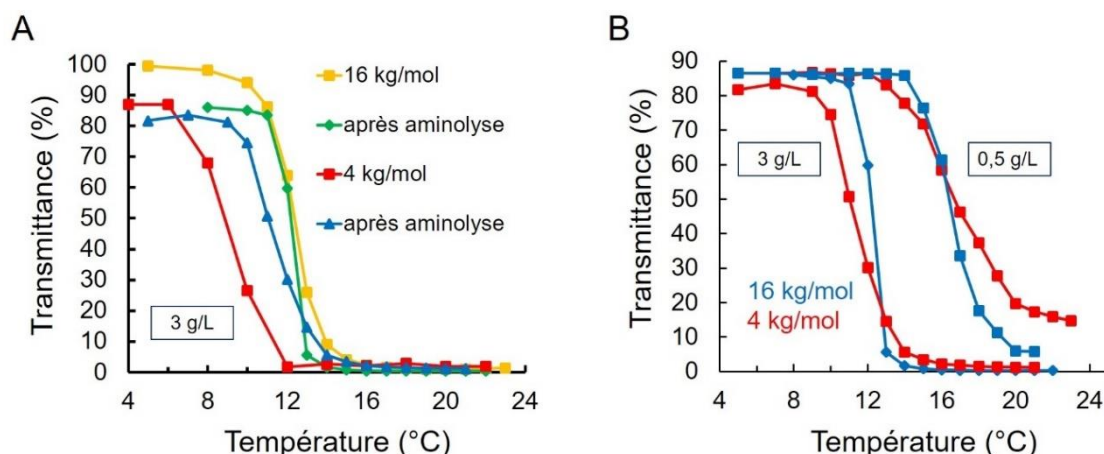 A
Transmittance (%)
100
90
80
70
60
50
40
30
20
10
0
4 8 12 16 20 24
Température (°C)
16 kg/mol
après aminolyse
4 kg/mol
après aminolyse
3 g/L
B
Transmittance (%)
90
80
70
60
50
40
30
20
10
0
4 8 12 16 20 24
Température (°C)
3 g/L
0,5 g/L
16 kg/mol
4 kg/mol